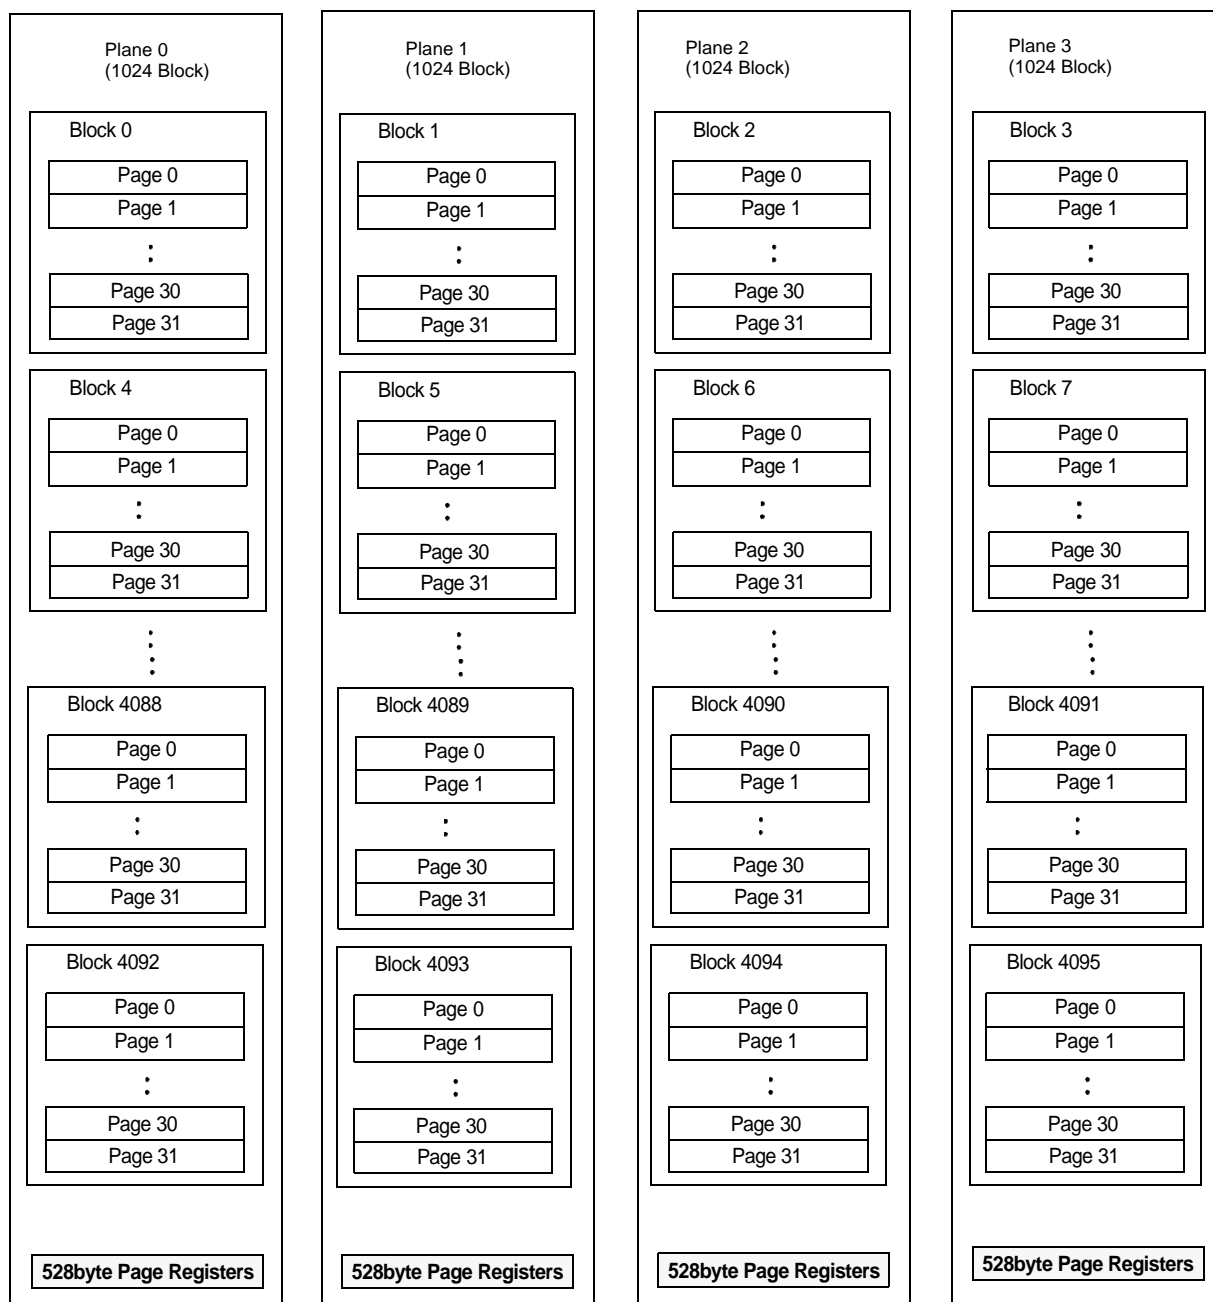 Plane 0
(1024 Block)
Block 0
Page 0
Page 1
Page 30
Page 31
Block 4
Page 0
Page 1
Page 30
Page 31
Block 4088
Page 0
Page 1
Page 30
Page 31
Block 4092
Page 0
Page 1
Page 30
Page 31
528byte Page Registers
Plane 1
(1024 Block)
Block 1
Page 0
Page 1
Page 30
Page 31
Block 5
Page 0
Page 1
Page 30
Page 31
Block 4089
Page 0
Page 1
Page 30
Page 31
Block 4093
Page 0
Page 1
Page 30
Page 31
528byte Page Registers
Plane 2
(1024 Block)
Block 2
Page 0
Page 1
Page 30
Page 31
Block 6
Page 0
Page 1
Page 30
Page 31
Block 4090
Page 0
Page 1
Page 30
Page 31
Block 4094
Page 0
Page 1
Page 30
Page 31
528byte Page Registers
Plane 3
(1024 Block)
Block 3
Page 0
Page 1
Page 30
Page 31
Block 7
Page 0
Page 1
Page 30
Page 31
Block 4091
Page 0
Page 1
Page 30
Page 31
Block 4095
Page 0
Page 1
Page 30
Page 31
528byte Page Registers